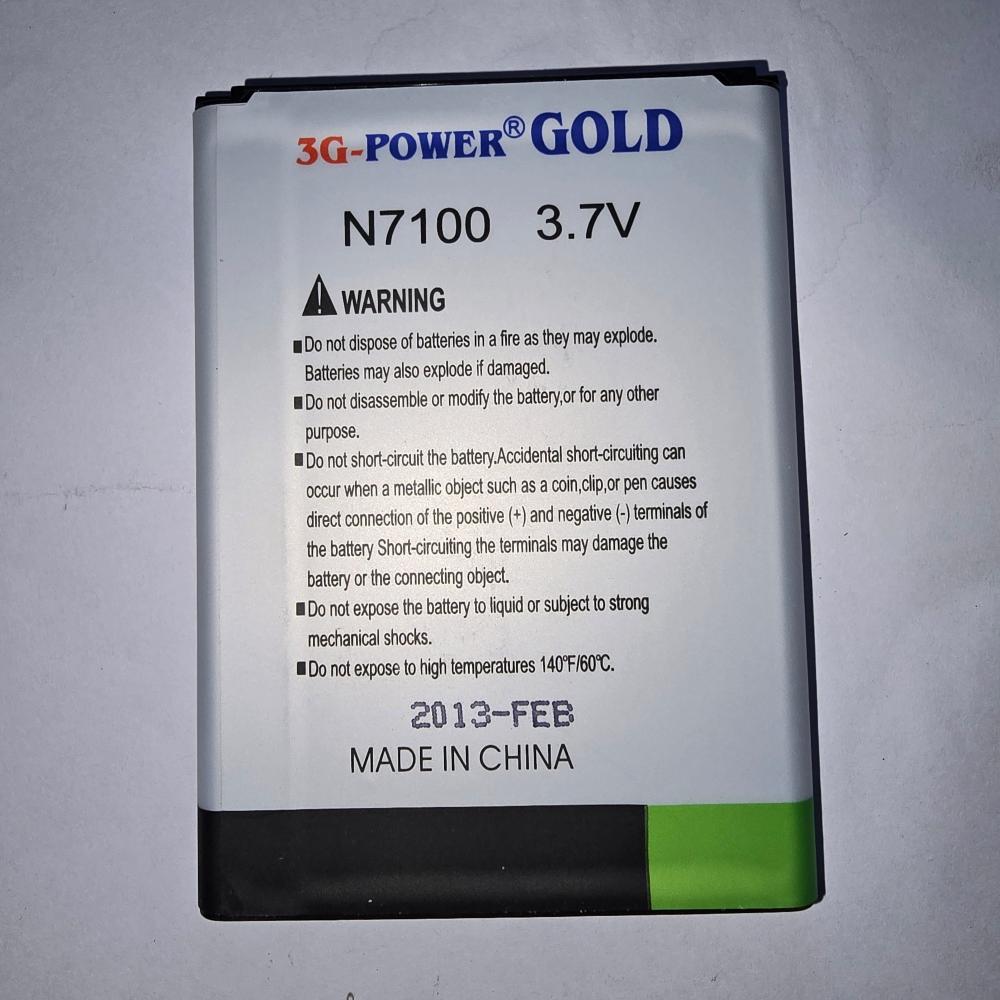 3G-POWER® GOLD
N7100 3.7V
WARNING
Do not dispose of batteries in a fire as they may explode.
Batteries may also explode if damaged.
Do not disassemble or modify the battery,or for any other
purpose.
Do not short-circuit the battery.Accidental short-circuiting can
occur when a metallic object such as a coin,clip,or pen causes
direct connection of the positive (+) and negative (-) terminals of
the battery Short-circuiting the terminals may damage the
battery or the connecting object.
Do not expose the battery to liquid or subject to strong
mechanical shocks.
Do not expose to high temperatures 140°F/60°C.
2013-FEB
MADE IN CHINA